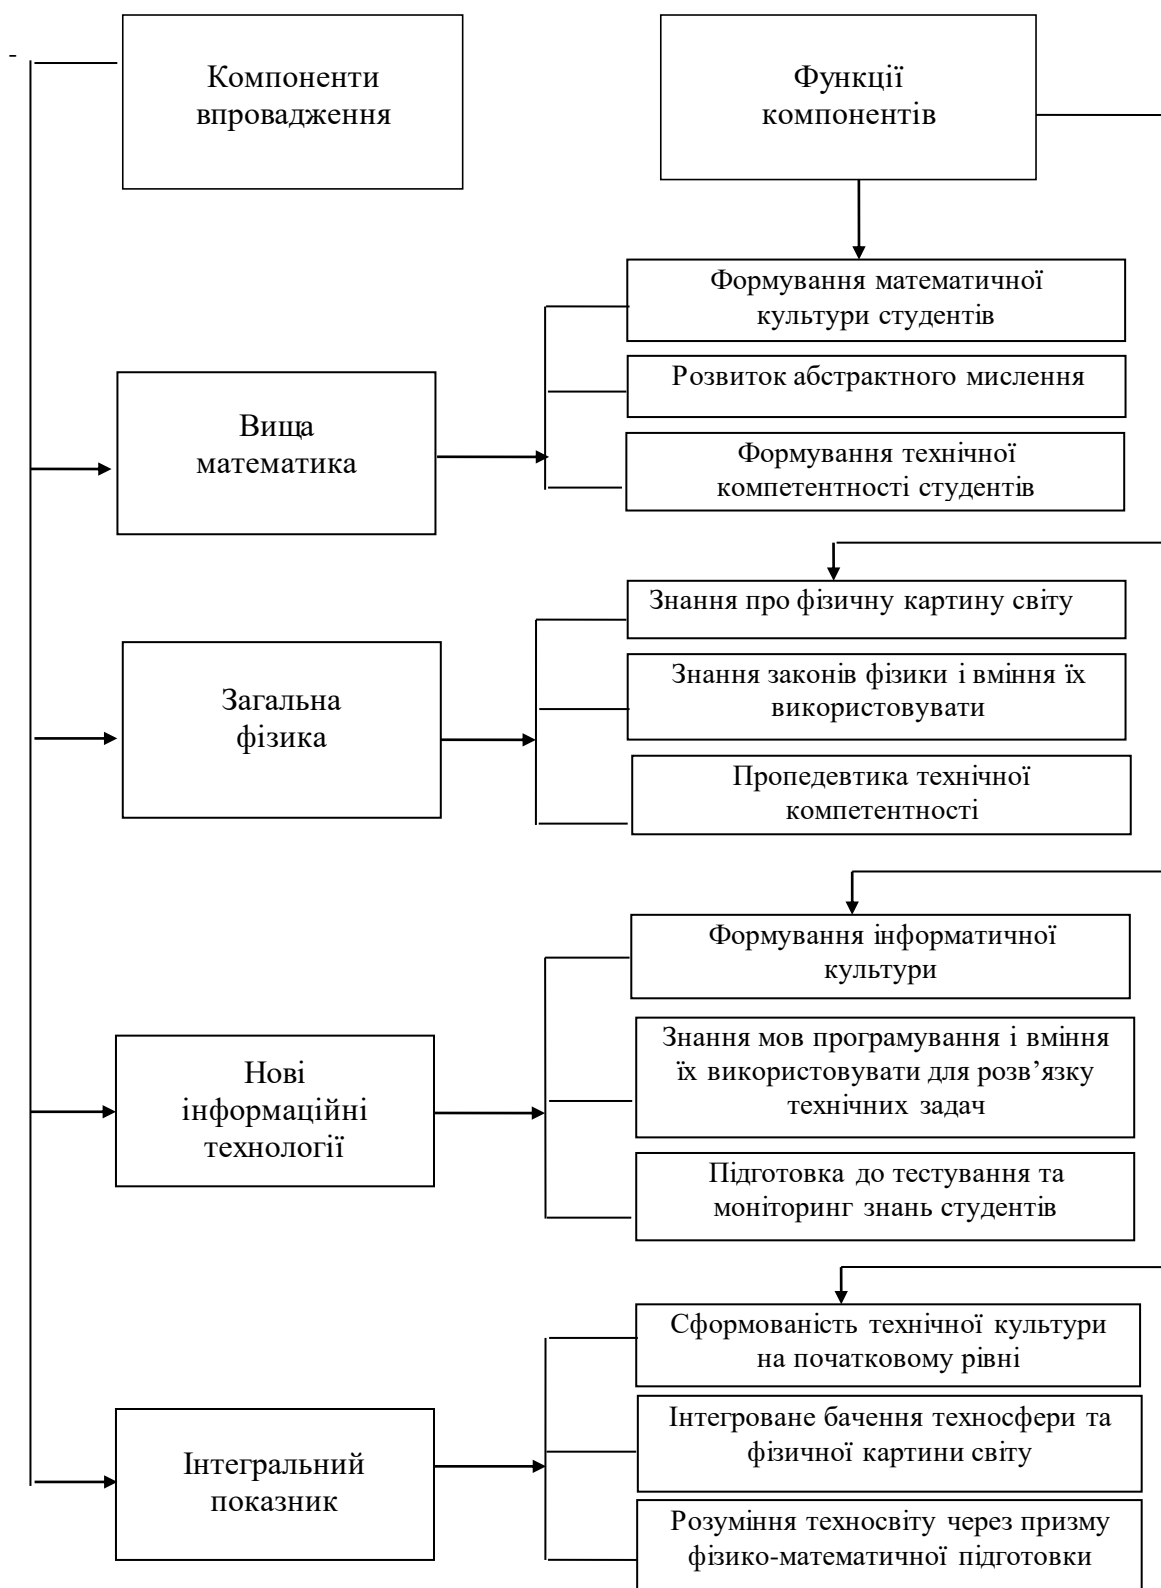 -
Компоненти
впровадження
Функції
компонентів
Формування математичної
культури студентів
Розвиток абстрактного мислення
Вища
математика
Формування технічної
компетентності студентів
Знання про фізичну картину світу
Загальна
фізика
Знання законів фізики і вміння їх
використовувати
Пропедевтика технічної
компетентності
Формування інформатичної
культури
Нові
інформаційні
технології
Знання мов програмування і вміння
їх використовувати для розв’язку
технічних задач
Підготовка до тестування та
моніторинг знань студентів
Сформованість технічної культури
на початковому рівні
Інтегральний
показник
Інтегроване бачення техносфери та
фізичної картини світу
Розуміння техносвіту через призму
фізико-математичної підготовки